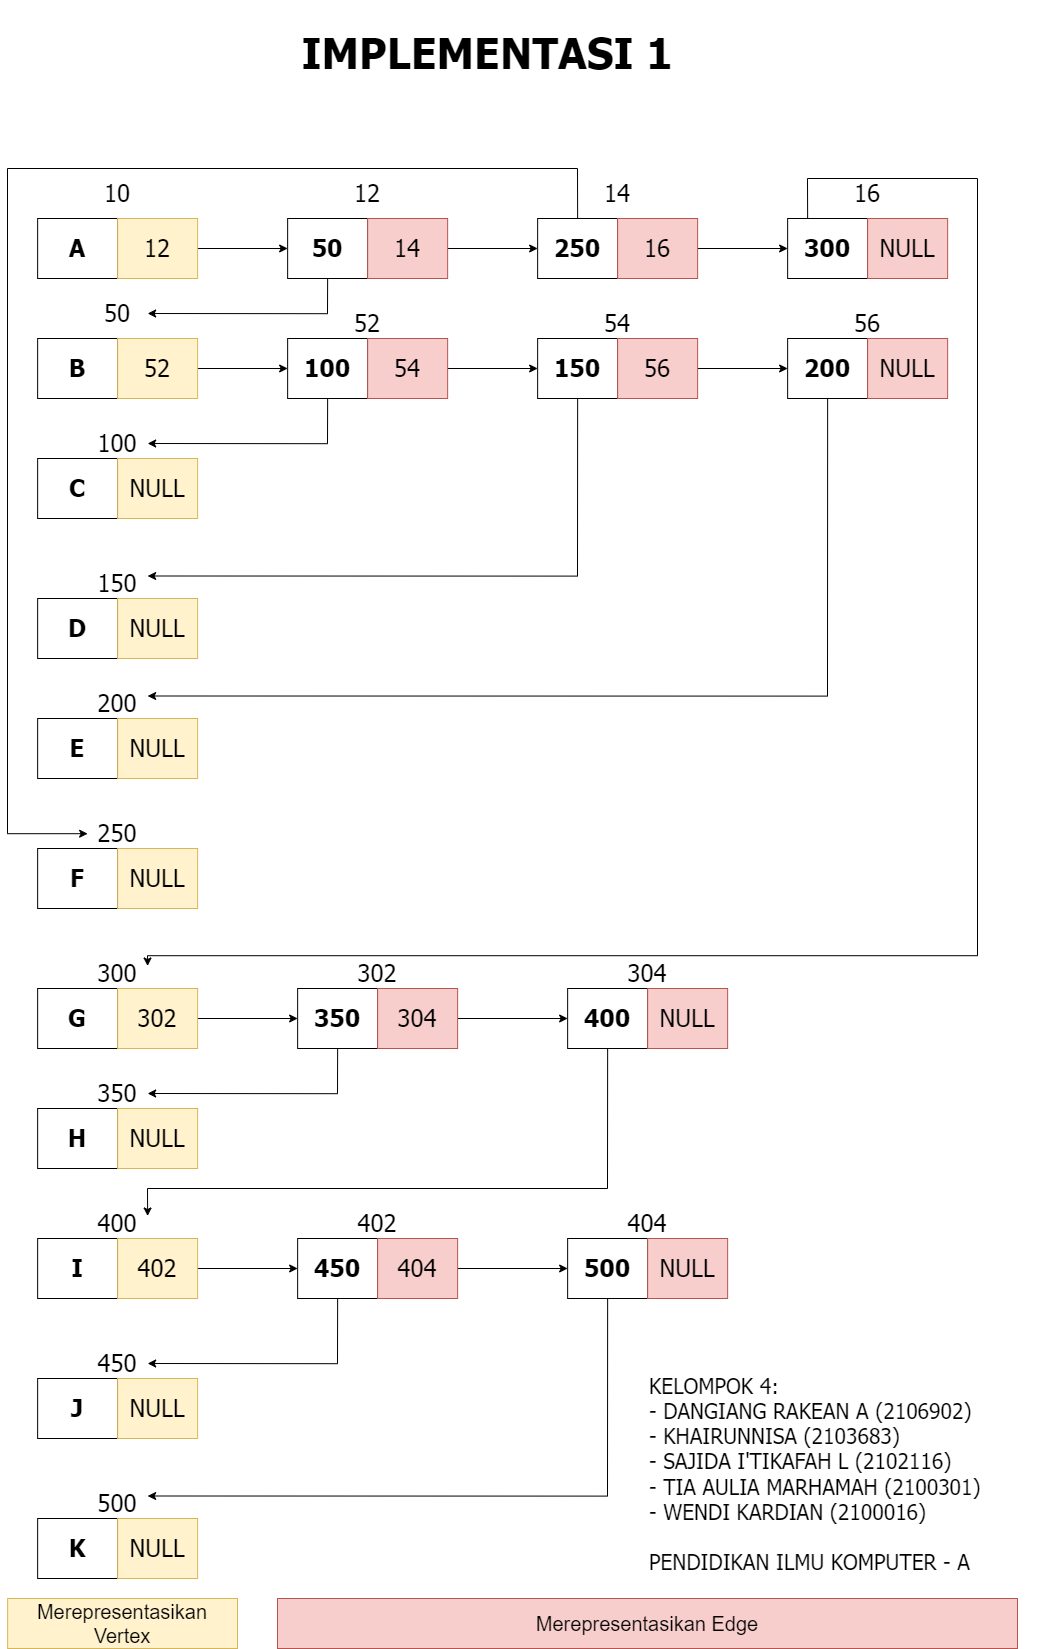 IMPLEMENTASI 1
10 12 14 16
A 12 50 14 250 16 300 NULL
50
52 54 56
B 52 100 54 150 56 200 NULL
100
C NULL
150
D NULL
200
E NULL
250
F NULL
300 302 304
G 302 350 304 400 NULL
350
H NULL
400 402 404
I 402 450 404 500 NULL
450
J NULL
500
K NULL
KELOMPOK 4:
- DANGIANG RAKEAN A (2106902)
- KHAIRUNNISA (2103683)
- SAJIDA I'TIKAFAH L (2102116)
- TIA AULIA MARHAMAH (2100301)
- WENDI KARDIAN (2100016)
PENDIDIKAN ILMU KOMPUTER - A
Merepresentasikan
Vertex
Merepresentasikan Edge